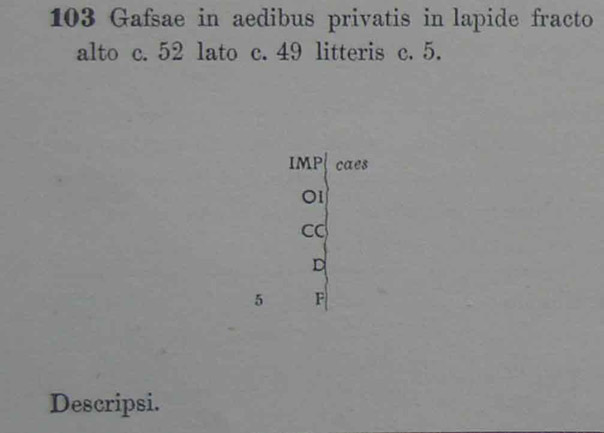 103 Gafsae in aedibus privatis in lapide fracto
alto c. 52 lato c. 49 litteris c. 5.
IMP caes
OI
CC
D
5 F
Descripsi.